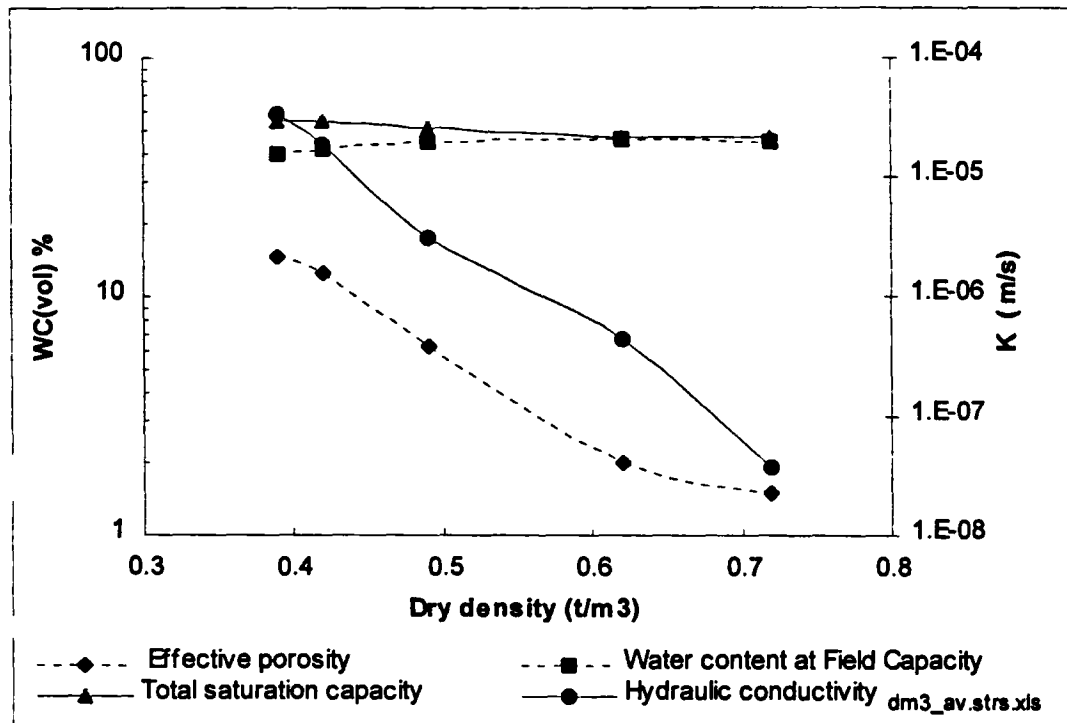 100
10
1
WC(vol) %
1.E-04
1.E-05
1.E-06
1.E-07
1.E-08
K (m/s)
0.3 0.4 0.5 0.6 0.7 0.8
Dry density (t/m3)
Effective porosity
Water content at Field Capacity
Total saturation capacity
Hydraulic conductivity dm3_av.strs.xls